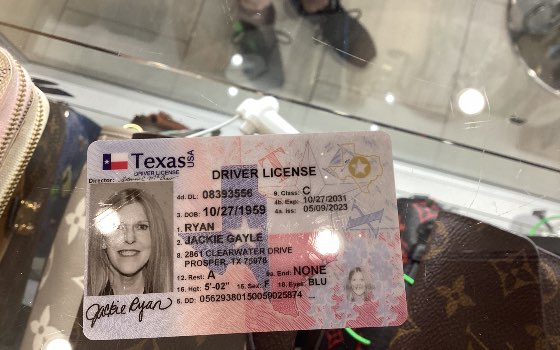 Texas USA
DRIVER LICENSE
Director:
DRIVER LICENSE
4d. DL: 08393556 9. Class: C
3. DOB: 10/27/1959 4b. Exp: 10/27/2031
4a. Iss: 05/09/2023
1. RYAN
2. JACKIE GAYLE
8. 2861 CLEARWATER DRIVE
PROSPER, TX 75078
12. Rest: A 9a. End: NONE
16. Hgt: 5'-02" 15. Sex: F 18. Eyes: BLU
5. DD: 05529380150059025874
Jackie Ryan